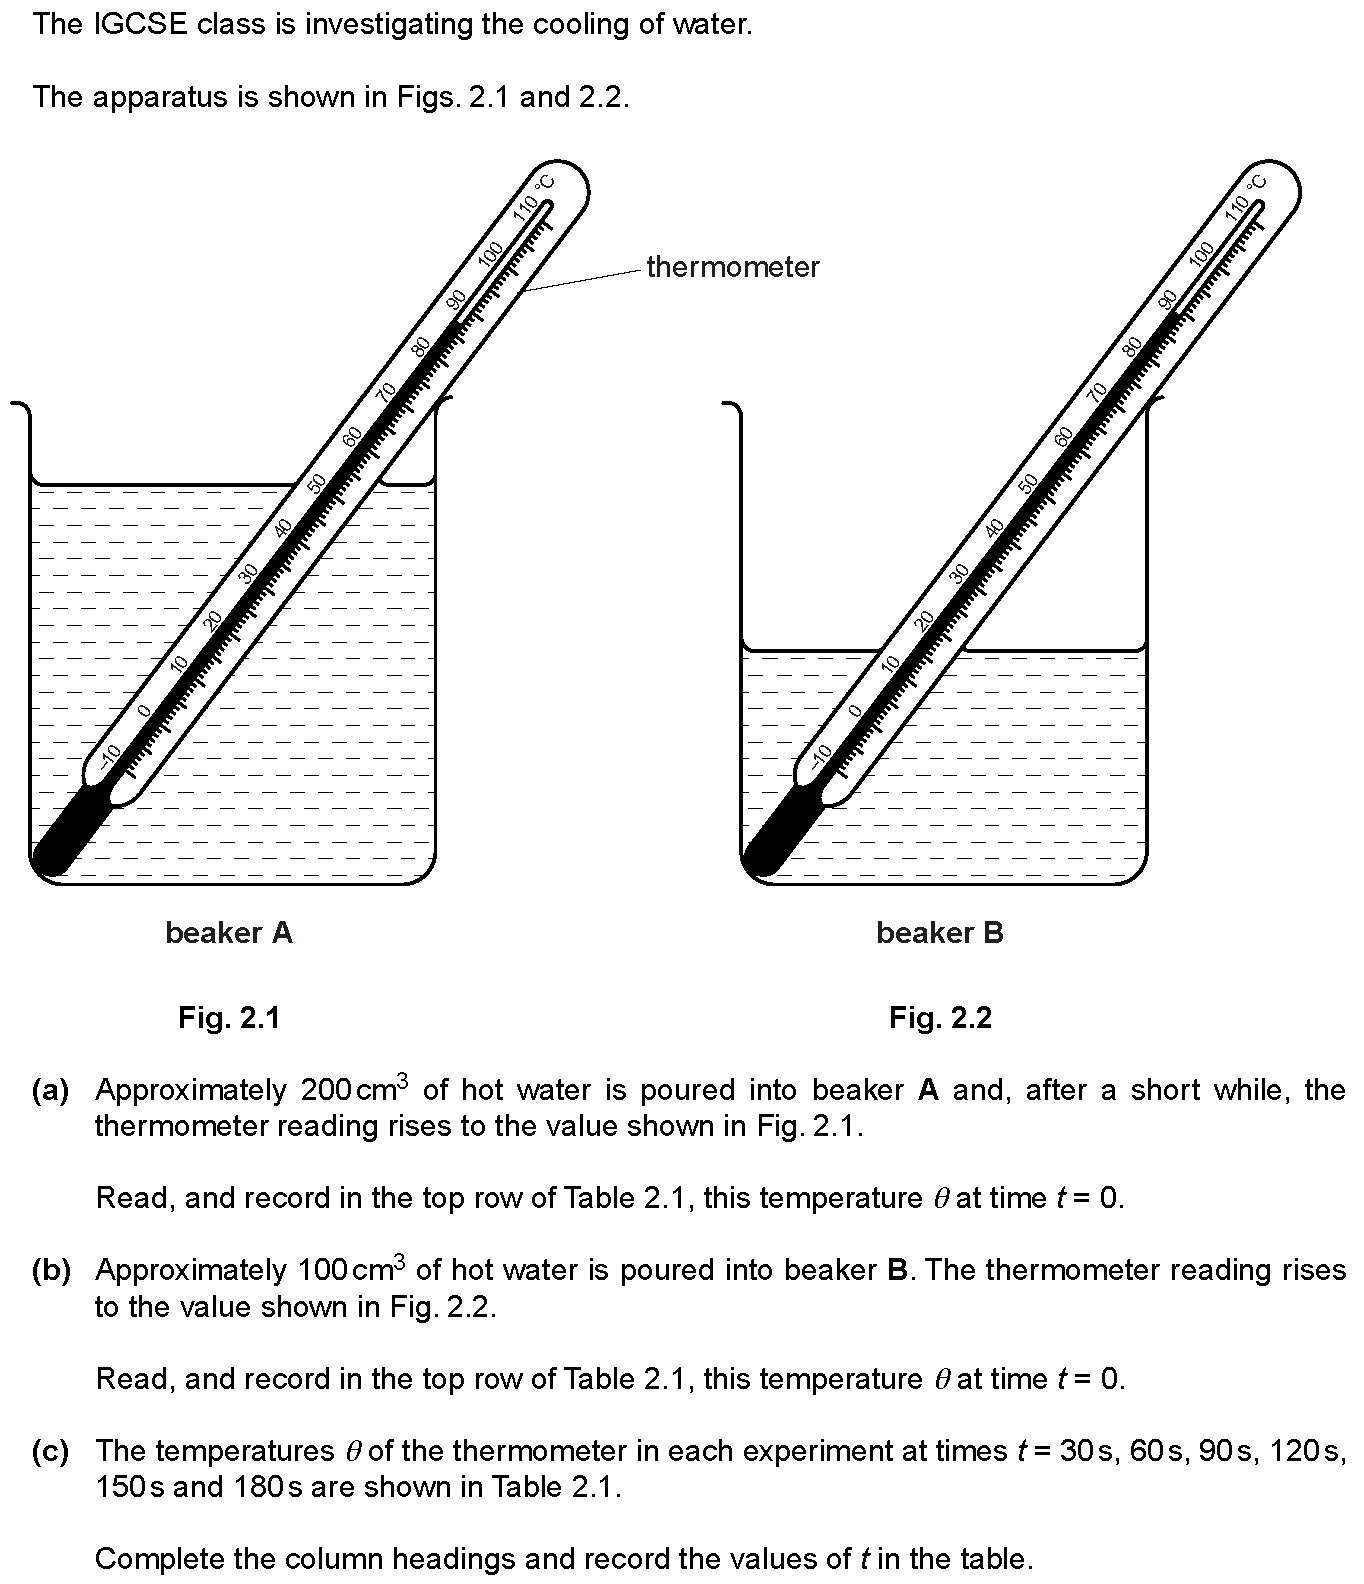 The IGCSE class is investigating the cooling of water.
The apparatus is shown in Figs. 2.1 and 2.2.
–10 0 10 20 30 40 50 60 70 80 90 100 110 °C
thermometer
–10 0 10 20 30 40 50 60 70 80 90 100 110 °C
beaker A
beaker B
Fig. 2.1
Fig. 2.2
(a) Approximately 200 cm³ of hot water is poured into beaker A and, after a short while, the
thermometer reading rises to the value shown in Fig. 2.1.
Read, and record in the top row of Table 2.1, this temperature θ at time t = 0.
(b) Approximately 100 cm³ of hot water is poured into beaker B. The thermometer reading rises
to the value shown in Fig. 2.2.
Read, and record in the top row of Table 2.1, this temperature θ at time t = 0.
(c) The temperatures θ of the thermometer in each experiment at times t = 30 s, 60 s, 90 s, 120 s,
150 s and 180 s are shown in Table 2.1.
Complete the column headings and record the values of t in the table.